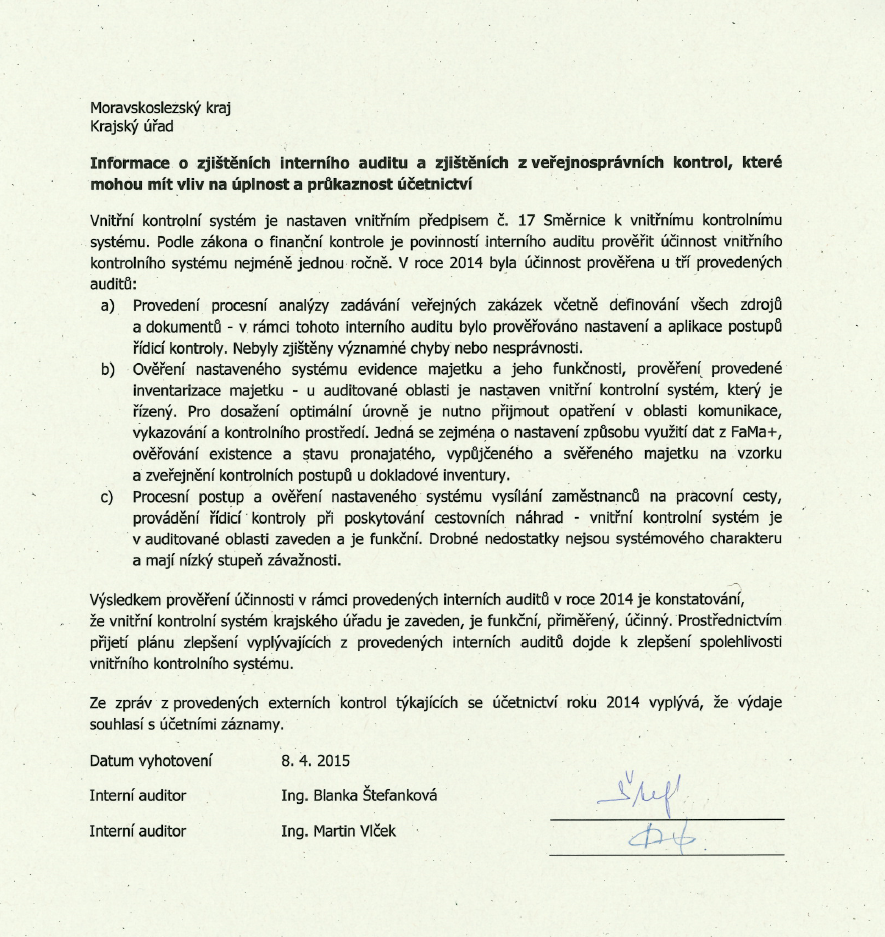 Moravskoslezský kraj
Krajský úřad
Informace o zjištěních interního auditu a zjištěních z veřejnosprávních kontrol, které
mohou mít vliv na úplnost a průkaznost účetnictví
Vnitřní kontrolní systém je nastaven vnitřním předpisem č. 17 Směrnice k vnitřnímu kontrolnímu
systému. Podle zákona o finanční kontrole je povinností interního auditu prověřit účinnost vnitřního
kontrolního systému nejméně jednou ročně. V roce 2014 byla účinnost prověřena u tří provedených
auditů:
a) Provedení procesní analýzy zadávání veřejných zakázek včetně definování všech zdrojů
a dokumentů - v rámci tohoto interního auditu bylo prověřováno nastavení a aplikace postupů
řídicí kontroly. Nebyly zjištěny významné chyby nebo nesprávnosti.
b) Ověření nastaveného systému evidence majetku a jeho funkčnosti, prověření provedené
inventarizace majetku - u auditované oblasti je nastaven vnitřní kontrolní systém, který je
řízený. Pro dosažení optimální úrovně je nutno přijmout opatření v oblasti komunikace,
vykazování a kontrolního prostředí. Jedná se zejména o nastavení způsobu využití dat z FaMa+,
ověřování existence a stavu pronajatého, vypůjčeného a svěřeného majetku na vzorku
a zveřejnění kontrolních postupů u dokladové inventury.
c) Procesní postup a ověření nastaveného systému vysílání zaměstnanců na pracovní cesty,
provádění řídicí kontroly při poskytování cestovních náhrad - vnitřní kontrolní systém je
v auditované oblasti zaveden a je funkční. Drobné nedostatky nejsou systémového charakteru
a mají nízký stupeň závažnosti.
Výsledkem prověření účinnosti v rámci provedených interních auditů v roce 2014 je konstatování,
že vnitřní kontrolní systém krajského úřadu je zaveden, je funkční, přiměřený, účinný. Prostřednictvím
přijetí plánu zlepšení vyplývajících z provedených interních auditů dojde k zlepšení spolehlivosti
vnitřního kontrolního systému.
Ze zpráv z provedených externích kontrol týkajících se účetnictví roku 2014 vyplývá, že výdaje
souhlasí s účetními záznamy.
Datum vyhotovení 8. 4. 2015
Interní auditor Ing. Blanka Štefanková
Interní auditor Ing. Martin Vlček